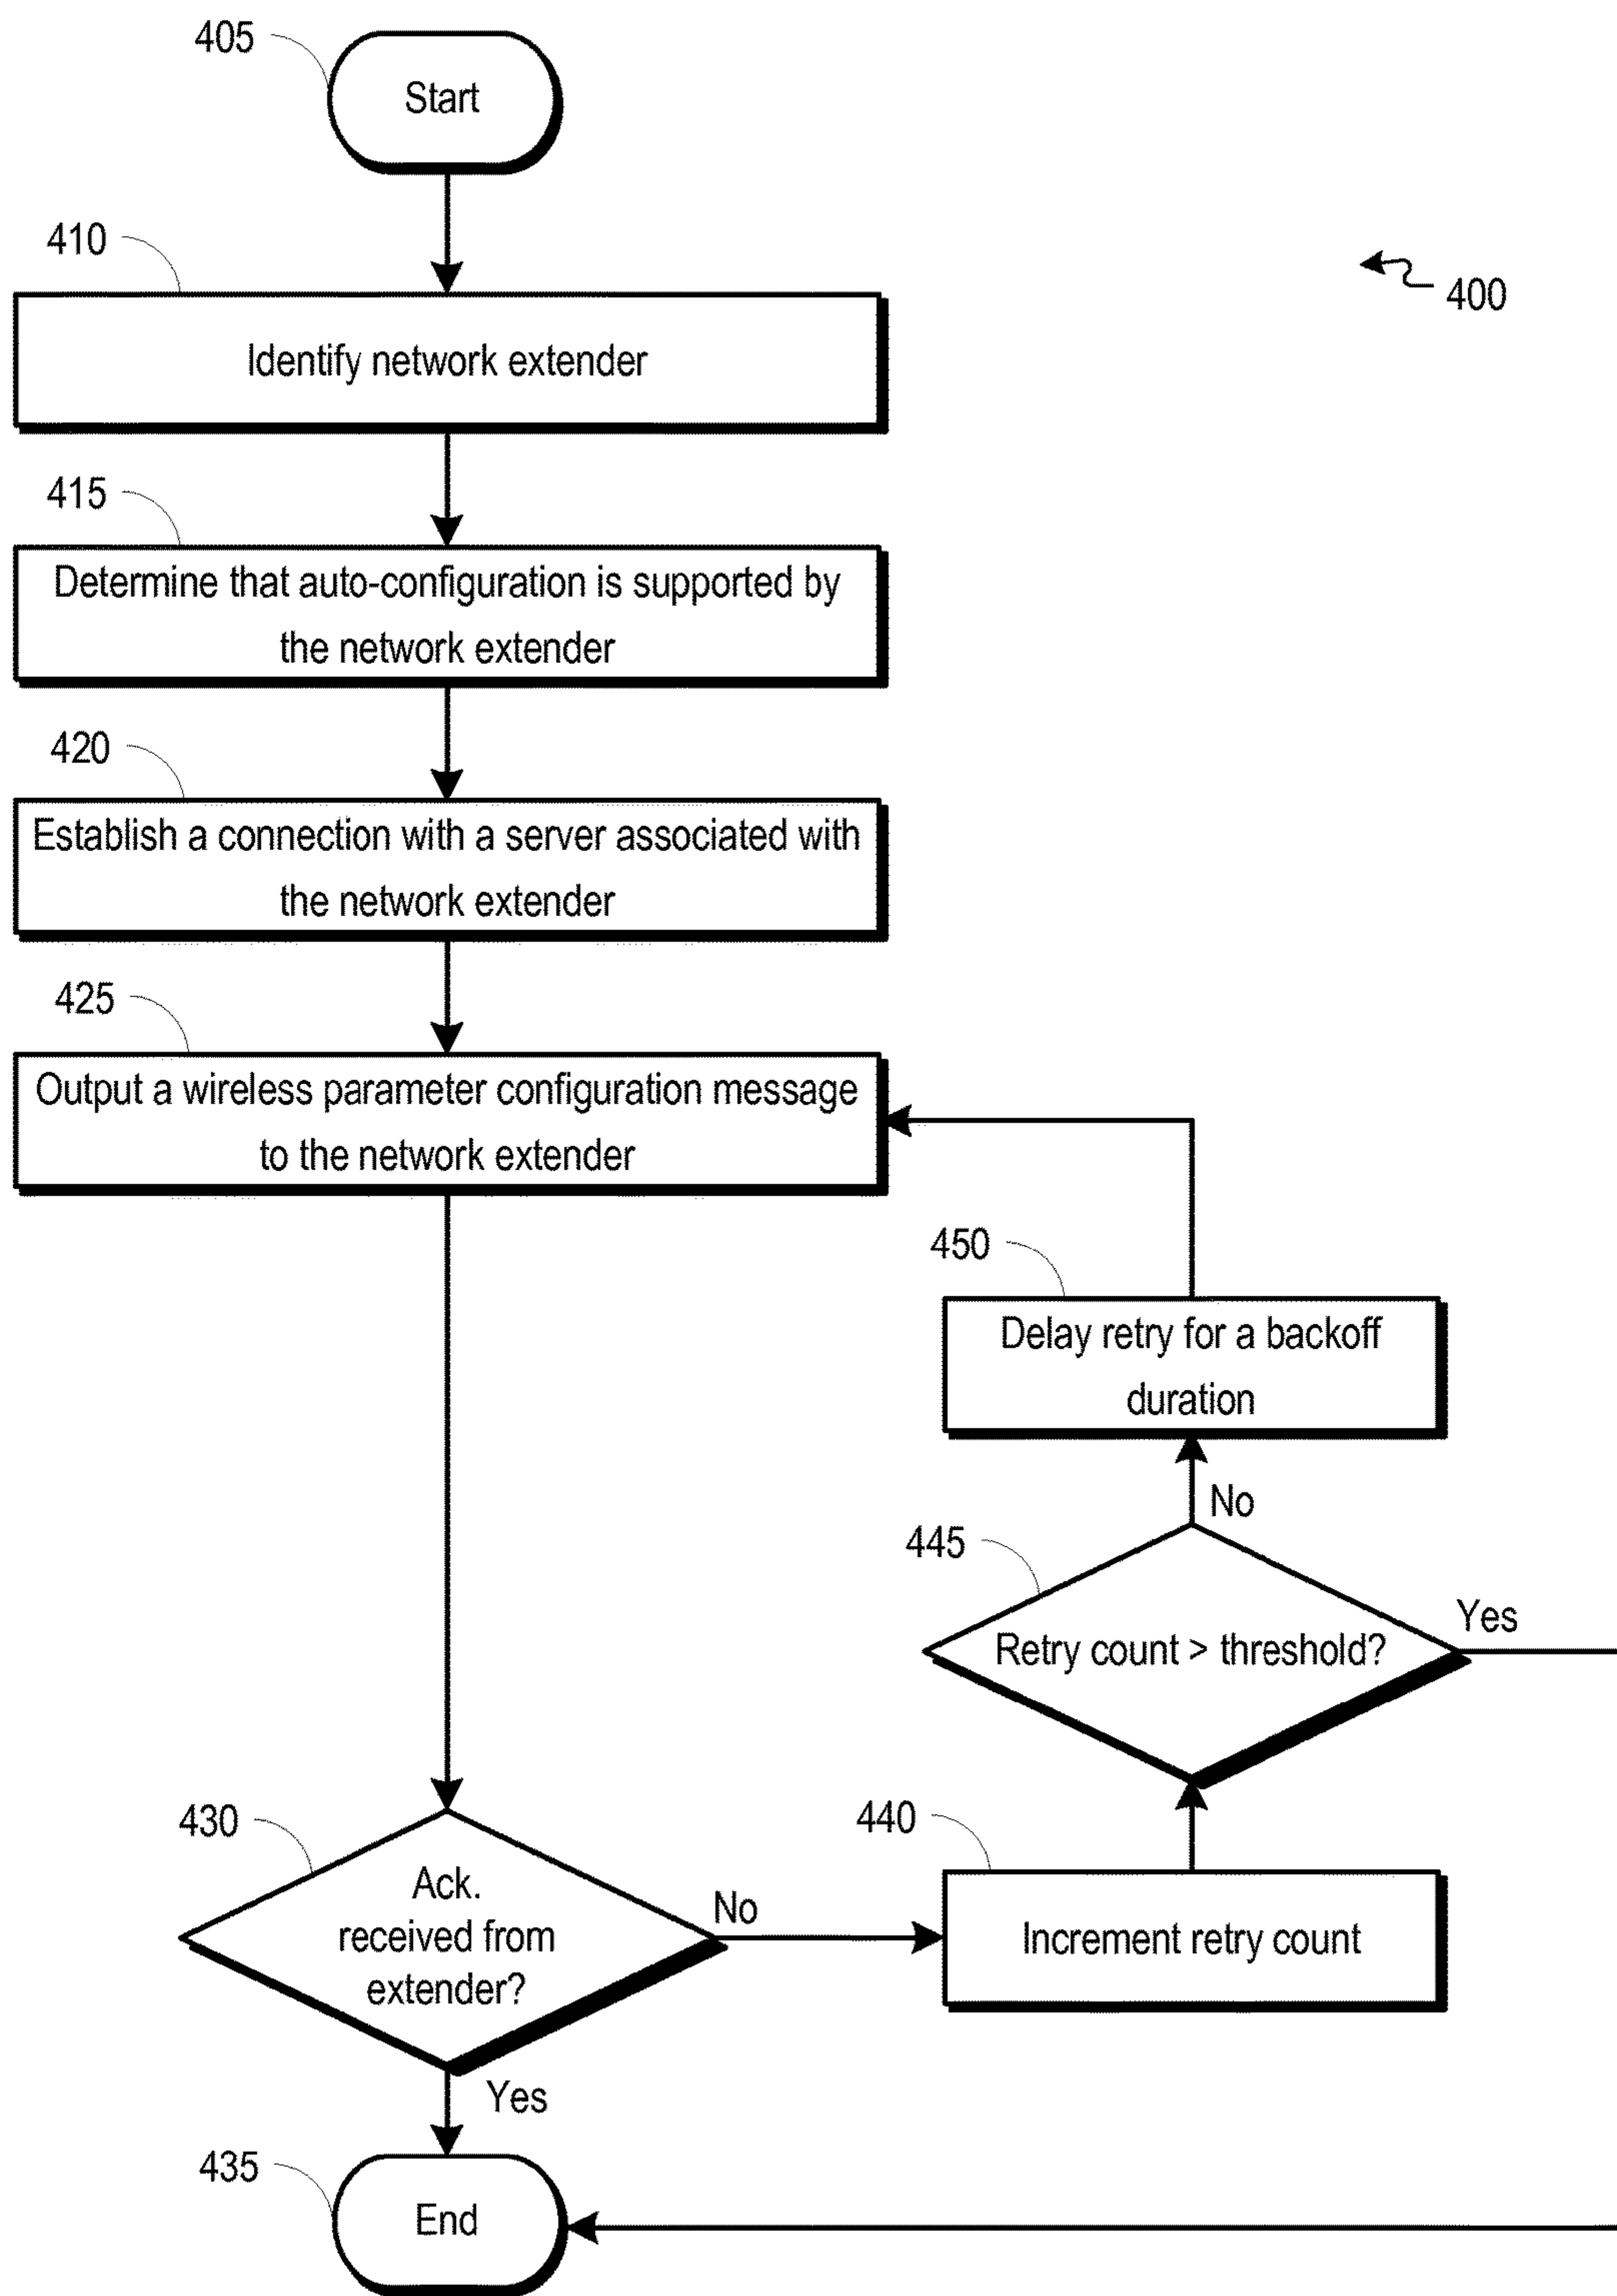 405
Start
410
400
Identify network extender
415
Determine that auto-configuration is supported by
the network extender
420
Establish a connection with a server associated with
the network extender
425
Output a wireless parameter configuration message
to the network extender
450
Delay retry for a backoff
duration
No
445
Yes
Retry count > threshold?
430
440
Ack.
received from
extender?
No
Increment retry count
Yes
435
End